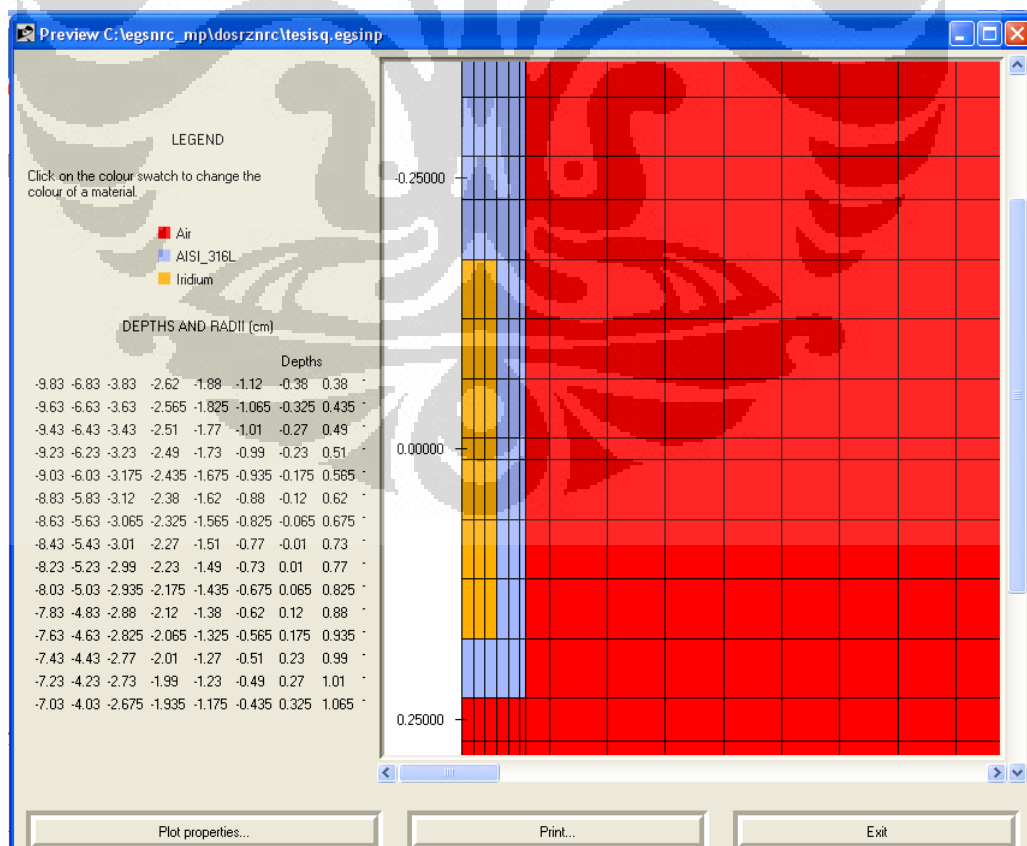 Preview C:\egsnrc_mp\dosrznrc\tesisq.egsinp
LEGEND
Click on the colour swatch to change the
colour of a material.
Air
AISI_316L
Iridium
DEPTHS AND RADII (cm)
Depths
-9.83 -6.83 -3.83 -2.62 -1.88 -1.12 -0.38 0.38 -
-9.63 -6.63 -3.63 -2.565 -1.825 -1.065 -0.325 0.435 -
-9.43 -6.43 -3.43 -2.51 -1.77 -1.01 -0.27 0.49 -
-9.23 -6.23 -3.23 -2.49 -1.73 -0.99 -0.23 0.51 -
-9.03 -6.03 -3.175 -2.435 -1.675 -0.935 -0.175 0.565 -
-8.83 -5.83 -3.12 -2.38 -1.62 -0.88 -0.12 0.62 -
-8.63 -5.63 -3.065 -2.325 -1.565 -0.825 -0.065 0.675 -
-8.43 -5.43 -3.01 -2.27 -1.51 -0.77 -0.01 0.73 -
-8.23 -5.23 -2.99 -2.23 -1.49 -0.73 0.01 0.77 -
-8.03 -5.03 -2.935 -2.175 -1.435 -0.675 0.065 0.825 -
-7.83 -4.83 -2.88 -2.12 -1.38 -0.62 0.12 0.88 -
-7.63 -4.63 -2.825 -2.065 -1.325 -0.565 0.175 0.935 -
-7.43 -4.43 -2.77 -2.01 -1.27 -0.51 0.23 0.99 -
-7.23 -4.23 -2.73 -1.99 -1.23 -0.49 0.27 1.01 -
-7.03 -4.03 -2.675 -1.935 -1.175 -0.435 0.325 1.065 -
-0.25000
0.00000
0.25000
Plot properties...
Print...
Exit